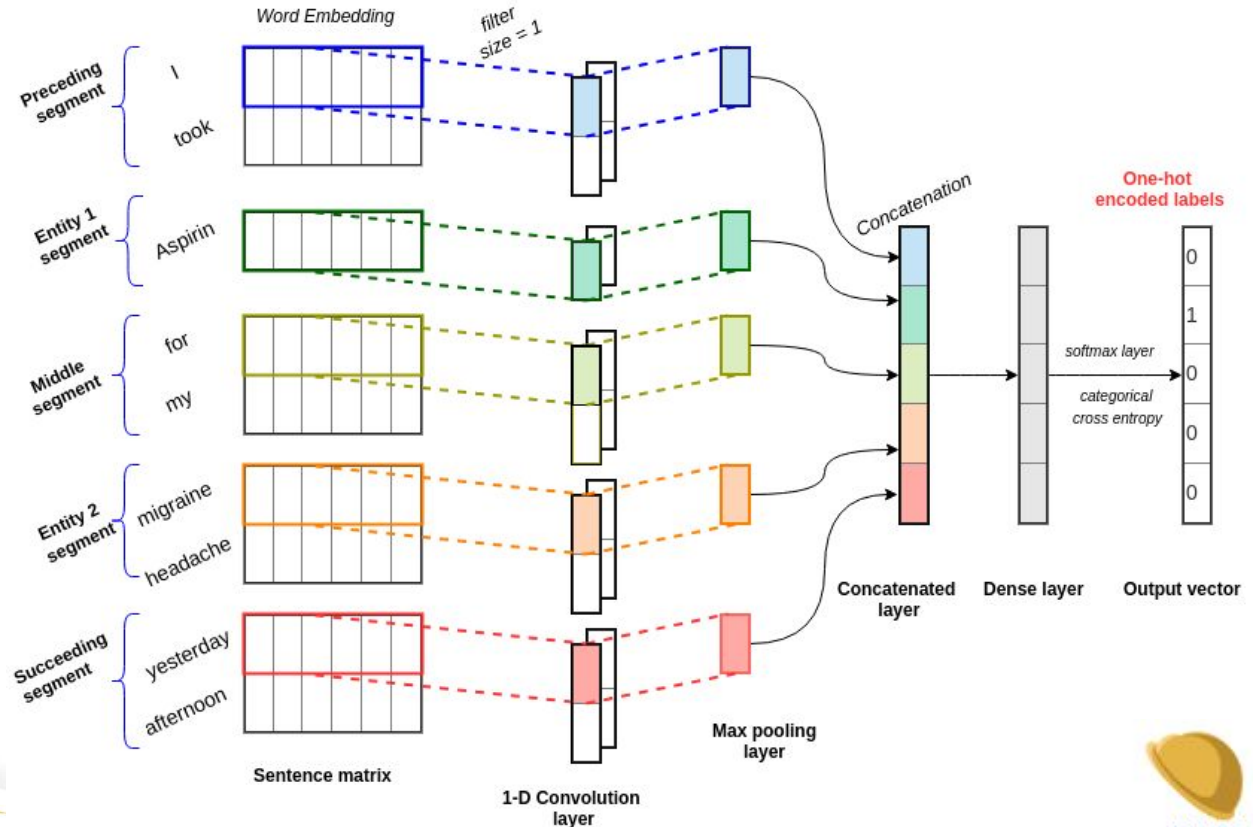 Word Embedding
filter
size = 1
Preceding
segment
I
took
Entity 1
segment
Aspirin
Middle
segment
for
my
Entity 2
segment
migraine
headache
Succeeding
segment
yesterday
afternoon
Sentence matrix
1-D Convolution
layer
Max pooling
layer
Concatenation
Concatenated
layer
Dense layer
softmax layer
categorical
cross entropy
One-hot
encoded labels
0
1
0
0
0
Output vector